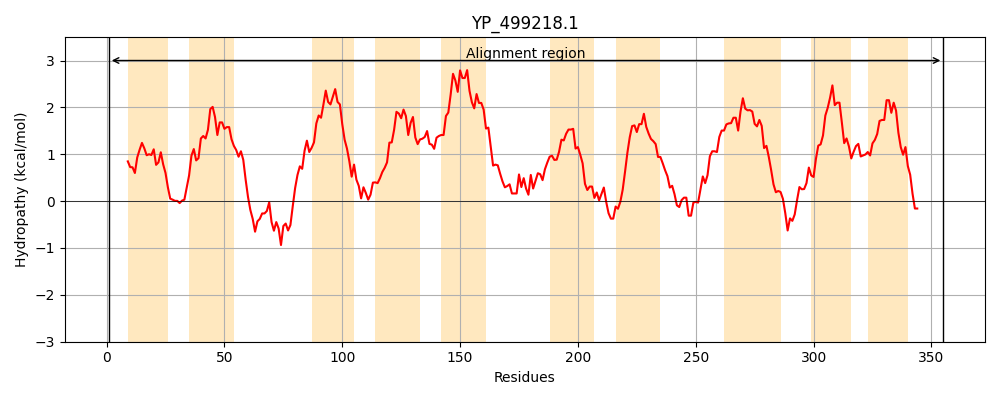 YP_499218.1
Alignment region
3
2
1
0
−1
−2
−3
Hydropathy (kcal/mol)
0 50 100 150 200 250 300 350
Residues